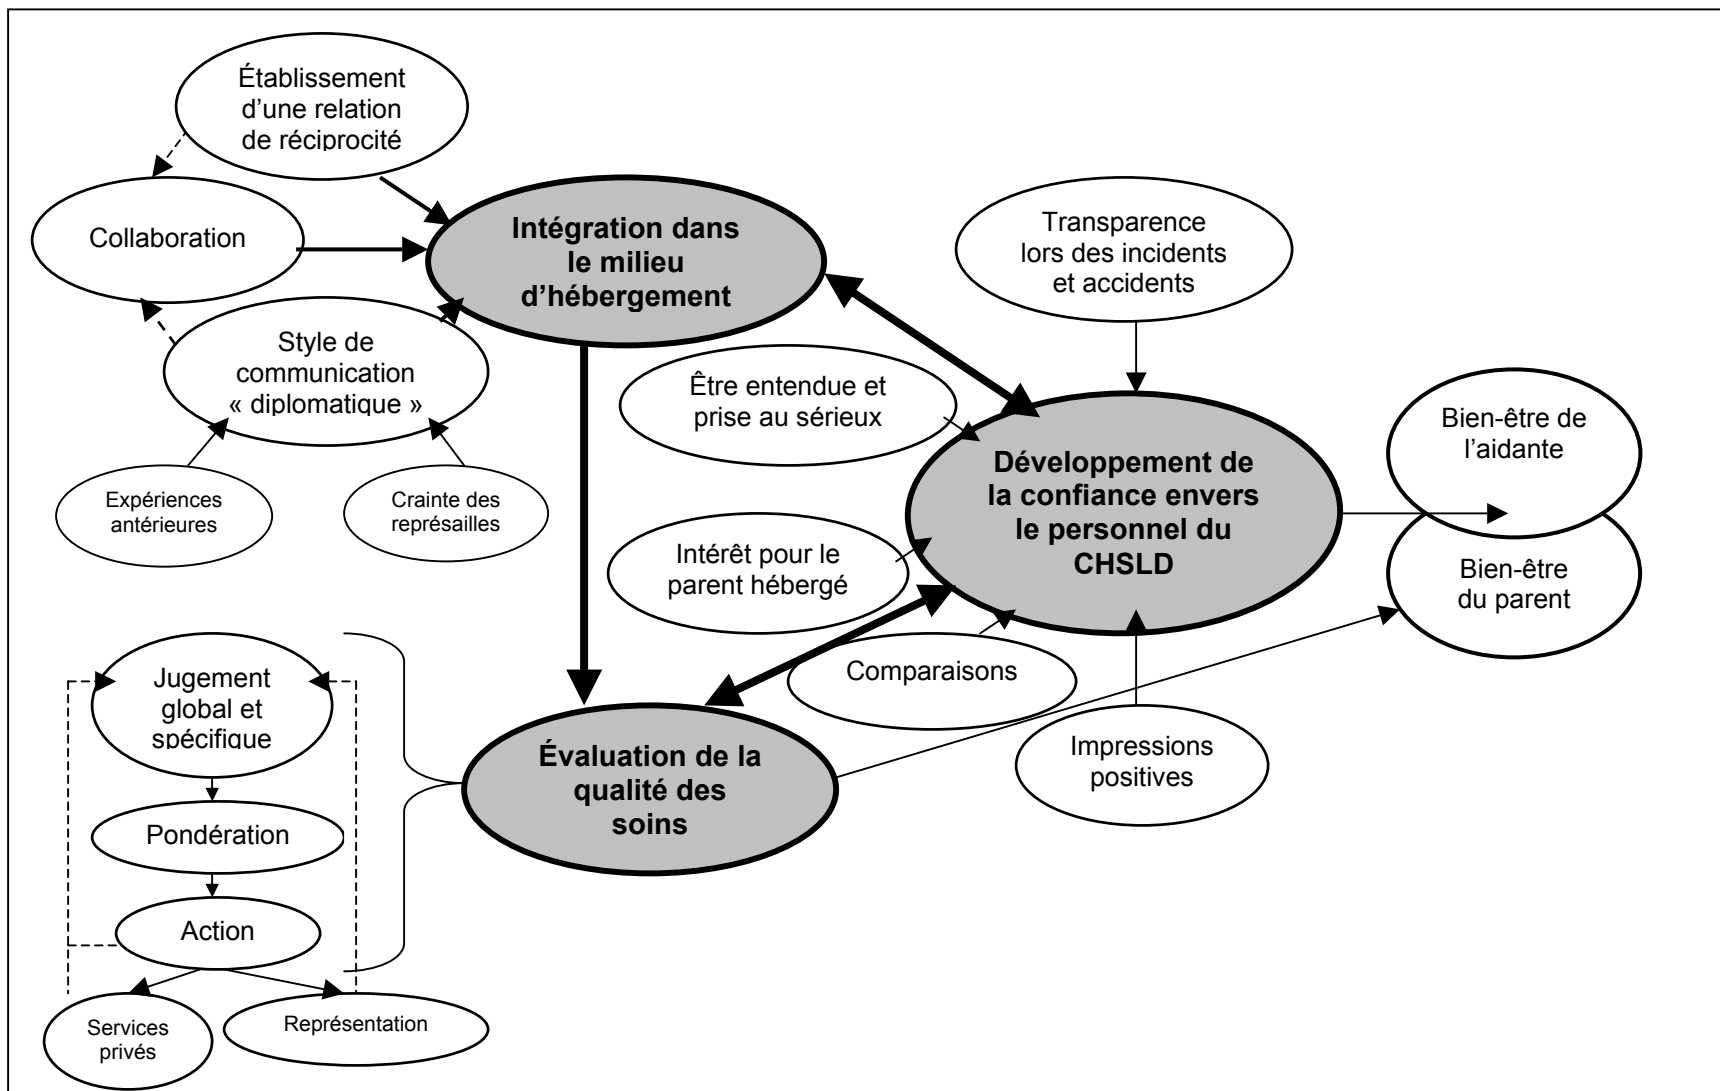 Établissement
d’une relation
de réciprocité
Collaboration
Style de
communication
« diplomatique »
Expériences
antérieures
Crainte des
représailles
Intégration dans
le milieu
d’hébergement
Transparence
lors des incidents
et accidents
Être entendue et
prise au sérieux
Développement de
la confiance envers
le personnel du
CHSLD
Intérêt pour le
parent hébergé
Comparaisons
Impressions
positives
Bien-être de
l’aidante
Bien-être
du parent
Jugement
global et
spécifique
Pondération
Action
Services
privés
Représentation
Évaluation de la
qualité des
soins